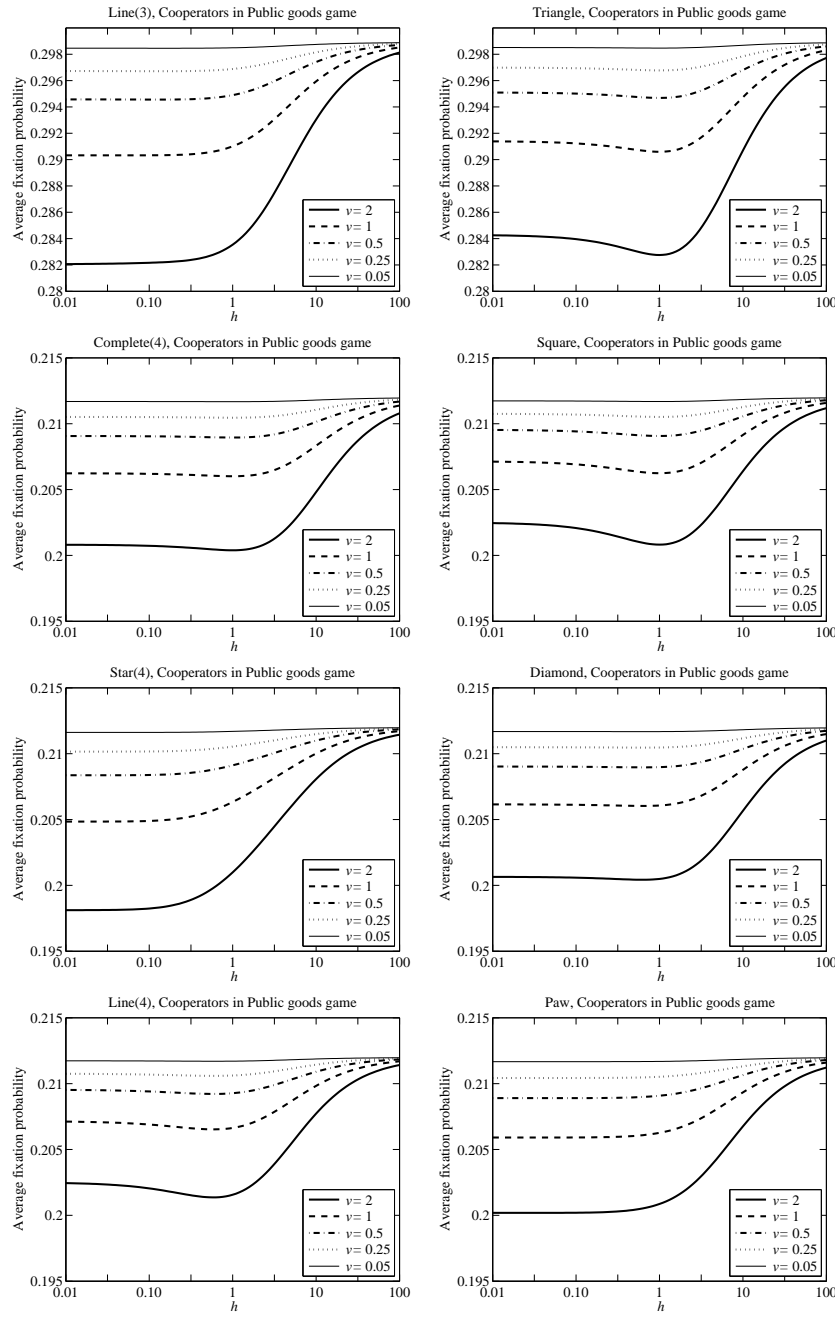 Line(3), Cooperators in Public goods game
Average fixation probability
0.298
0.296
0.294
0.292
0.29
0.288
0.286
0.284
0.282
0.28
0.01
0.10
1
10
100
h
v = 2
v = 1
v = 0.5
v = 0.25
v = 0.05
Triangle, Cooperators in Public goods game
Average fixation probability
0.298
0.296
0.294
0.292
0.29
0.288
0.286
0.284
0.282
0.28
0.01
0.10
1
10
100
h
v = 2
v = 1
v = 0.5
v = 0.25
v = 0.05
Complete(4), Cooperators in Public goods game
Average fixation probability
0.215
0.21
0.205
0.2
0.195
0.01
0.10
1
10
100
h
v = 2
v = 1
v = 0.5
v = 0.25
v = 0.05
Square, Cooperators in Public goods game
Average fixation probability
0.215
0.21
0.205
0.2
0.195
0.01
0.10
1
10
100
h
v = 2
v = 1
v = 0.5
v = 0.25
v = 0.05
Star(4), Cooperators in Public goods game
Average fixation probability
0.215
0.21
0.205
0.2
0.195
0.01
0.10
1
10
100
h
v = 2
v = 1
v = 0.5
v = 0.25
v = 0.05
Diamond, Cooperators in Public goods game
Average fixation probability
0.215
0.21
0.205
0.2
0.195
0.01
0.10
1
10
100
h
v = 2
v = 1
v = 0.5
v = 0.25
v = 0.05
Line(4), Cooperators in Public goods game
Average fixation probability
0.215
0.21
0.205
0.2
0.195
0.01
0.10
1
10
100
h
v = 2
v = 1
v = 0.5
v = 0.25
v = 0.05
Paw, Cooperators in Public goods game
Average fixation probability
0.215
0.21
0.205
0.2
0.195
0.01
0.10
1
10
100
h
v = 2
v = 1
v = 0.5
v = 0.25
v = 0.05